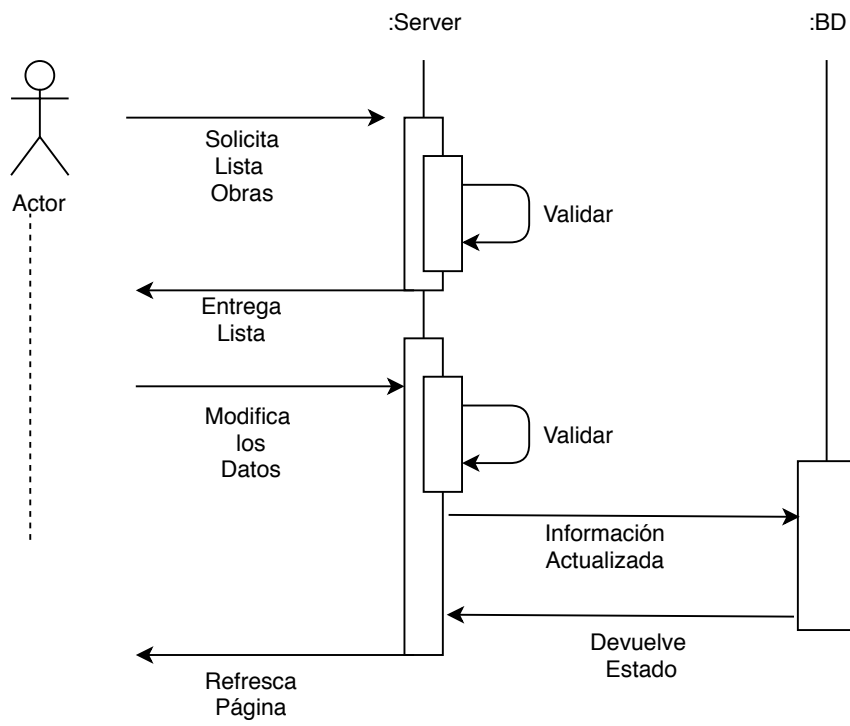 :Server
:BD
Actor
Solicita
Lista
Obras
Validar
Entrega
Lista
Modifica
los
Datos
Validar
Información
Actualizada
Devuelve
Estado
Refresca
Página